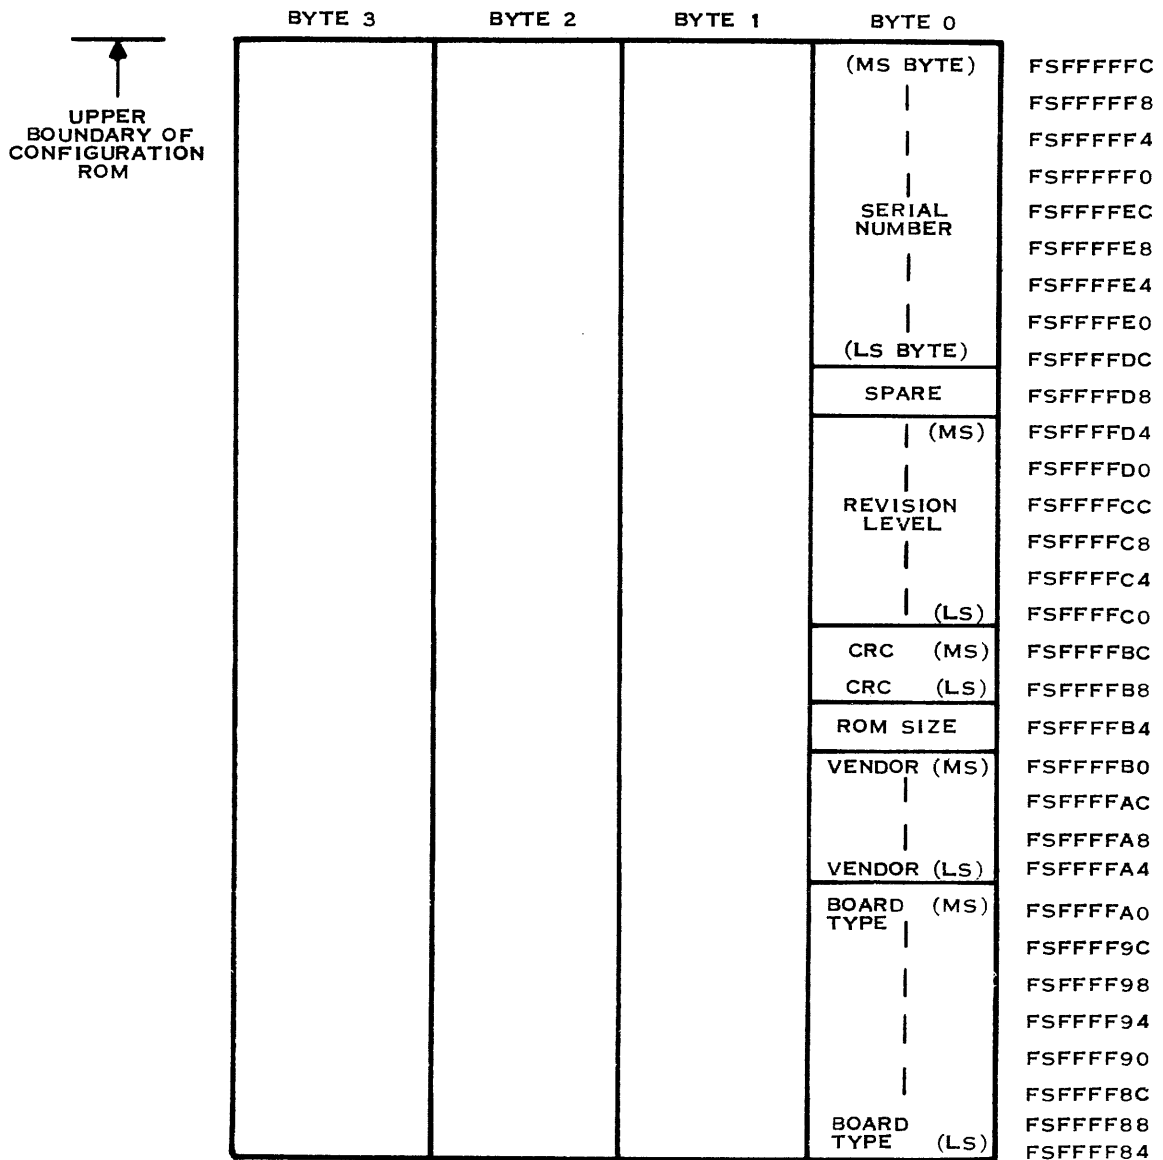 BYTE 3 BYTE 2 BYTE 1 BYTE 0
UPPER
BOUNDARY OF
CONFIGURATION
ROM
(MS BYTE) FSFFFFFC
FSFFFFF8
FSFFFFF4
FSFFFFF0
SERIAL
NUMBER
FSFFFFEC
FSFFFFE8
FSFFFFE4
FSFFFFE0
(LS BYTE) FSFFFFDC
SPARE FSFFFFD8
(MS) FSFFFFD4
FSFFFFD0
REVISION
LEVEL
FSFFFFCC
FSFFFFC8
FSFFFFC4
(LS) FSFFFFC0
CRC (MS) FSFFFFBC
CRC (LS) FSFFFFB8
ROM SIZE FSFFFFB4
VENDOR (MS) FSFFFFB0
FSFFFFAC
FSFFFFA8
VENDOR (LS) FSFFFFA4
BOARD (MS) FSFFFFA0
TYPE
FSFFFF9C
FSFFFF98
FSFFFF94
FSFFFF90
FSFFFF8C
BOARD FSFFFF88
TYPE (LS) FSFFFF84